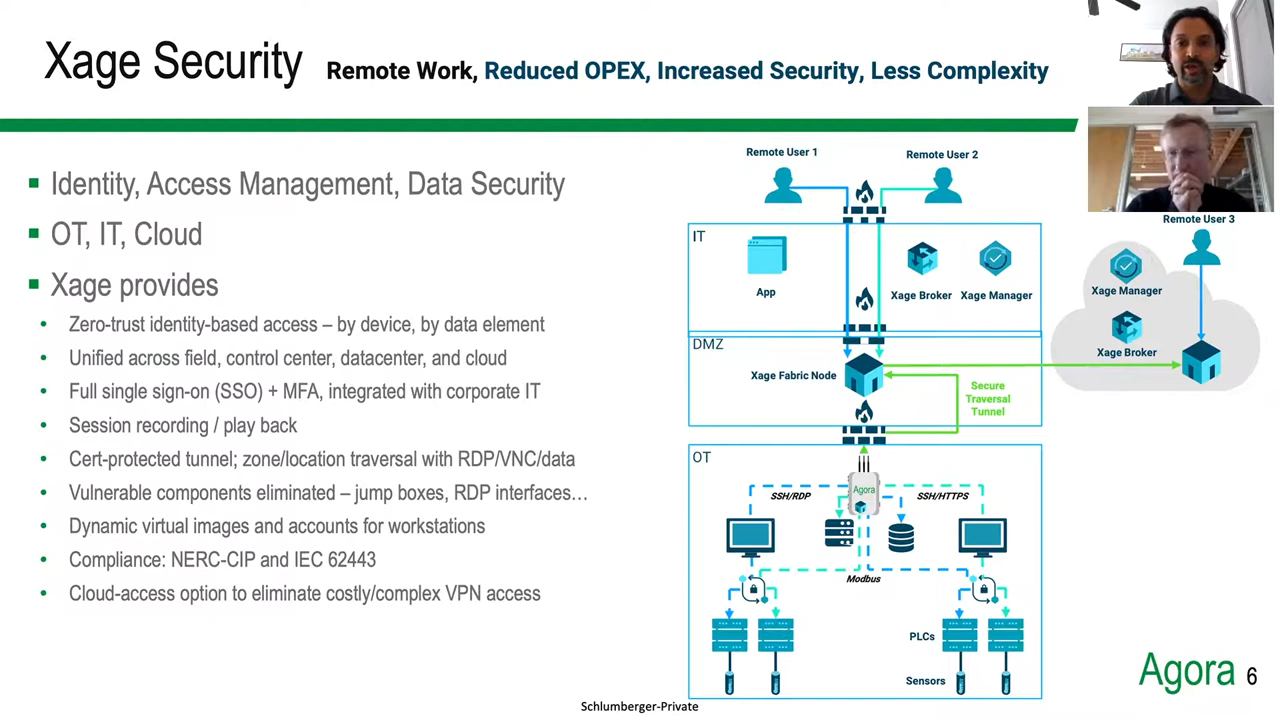 Xage Security Remote Work, Reduced OPEX, Increased Security, Less Complexity
▪ Identity, Access Management, Data Security
▪ OT, IT, Cloud
▪ Xage provides
• Zero-trust identity-based access – by device, by data element
• Unified across field, control center, datacenter, and cloud
• Full single sign-on (SSO) + MFA, integrated with corporate IT
• Session recording / play back
• Cert-protected tunnel; zone/location traversal with RDP/VNC/data
• Vulnerable components eliminated – jump boxes, RDP interfaces…
• Dynamic virtual images and accounts for workstations
• Compliance: NERC-CIP and IEC 62443
• Cloud-access option to eliminate costly/complex VPN access
Remote User 1
Remote User 2
Remote User 3
IT
App
Xage Broker
Xage Manager
Xage Manager
Xage Broker
DMZ
Xage Fabric Node
Secure
Traversal
Tunnel
OT
Agora
SSH/RDP
SSH/HTTPS
Modbus
PLCs
Sensors
Agora 6
Schlumberger-Private